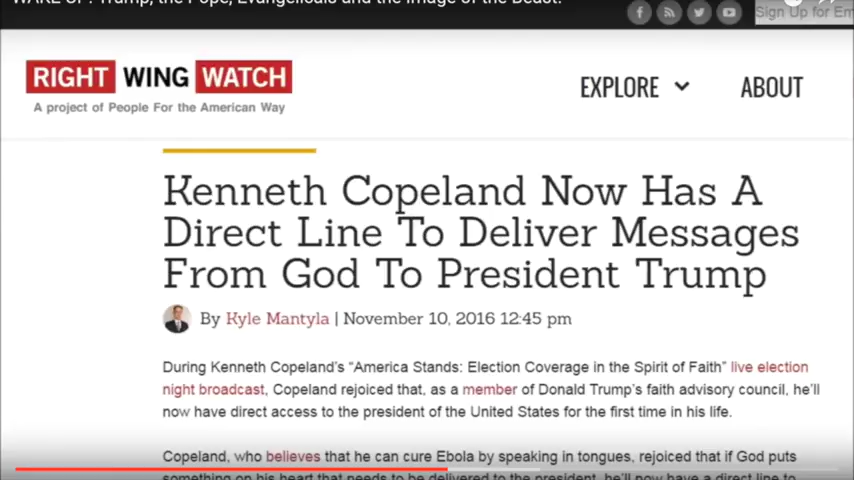 WAKE UP! Trump, the Pope, Evangelicals and the Image of the Beast!
Sign Up for Em
RIGHT WING WATCH
A project of People For the American Way
EXPLORE
ABOUT
Kenneth Copeland Now Has A
Direct Line To Deliver Messages
From God To President Trump
By Kyle Mantyla | November 10, 2016 12:45 pm
During Kenneth Copeland's “America Stands: Election Coverage in the Spirit of Faith” live election
night broadcast, Copeland rejoiced that, as a member of Donald Trump's faith advisory council, he'll
now have direct access to the president of the United States for the first time in his life.
Copeland, who believes that he can cure Ebola by speaking in tongues, rejoiced that if God puts
something on his heart that needs to be delivered to the president, he'll now have a direct line to